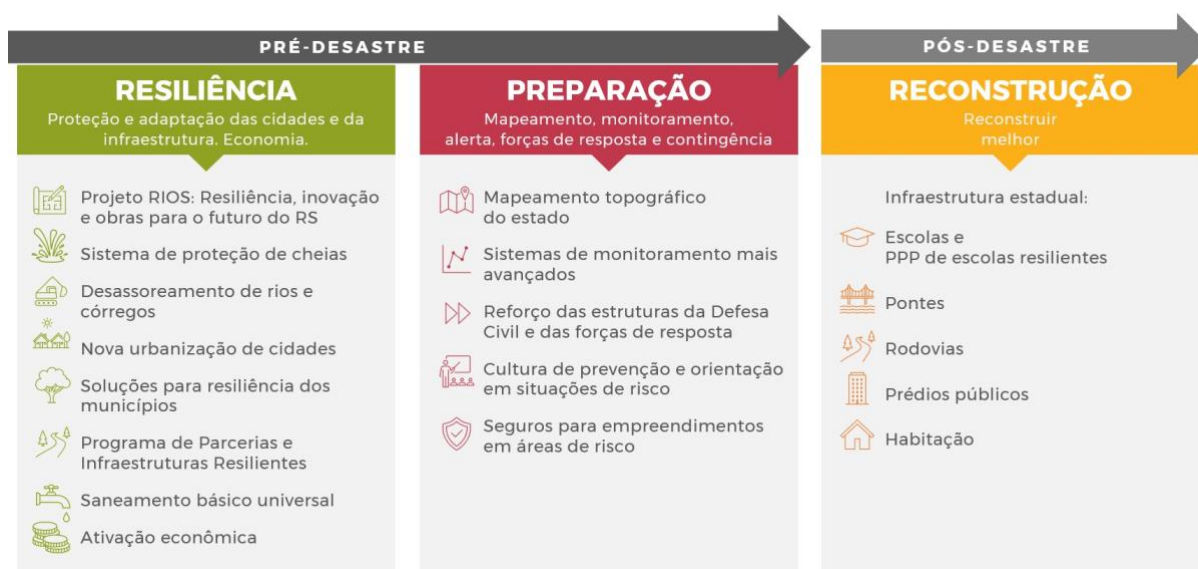 PRÉ-DESASTRE
PÓS-DESASTRE
RESILIÊNCIA
Proteção e adaptação das cidades e da
infraestrutura. Economia.
Projeto RIOS: Resiliência, inovação
e obras para o futuro do RS
Sistema de proteção de cheias
Desassoreamento de rios e
córregos
Nova urbanização de cidades
Soluções para resiliência dos
municípios
Programa de Parcerias e
Infraestruturas Resilientes
Saneamento básico universal
Ativação econômica
PREPARAÇÃO
Mapeamento, monitoramento,
alerta, forças de resposta e contingência
Mapeamento topográfico
do estado
Sistemas de monitoramento mais
avançados
Reforço das estruturas da Defesa
Civil e das forças de resposta
Cultura de prevenção e orientação
em situações de risco
Seguros para empreendimentos
em áreas de risco
RECONSTRUÇÃO
Reconstruir
melhor
Infraestrutura estadual:
Escolas e
PPP de escolas resilientes
Pontes
Rodovias
Prédios públicos
Habitação